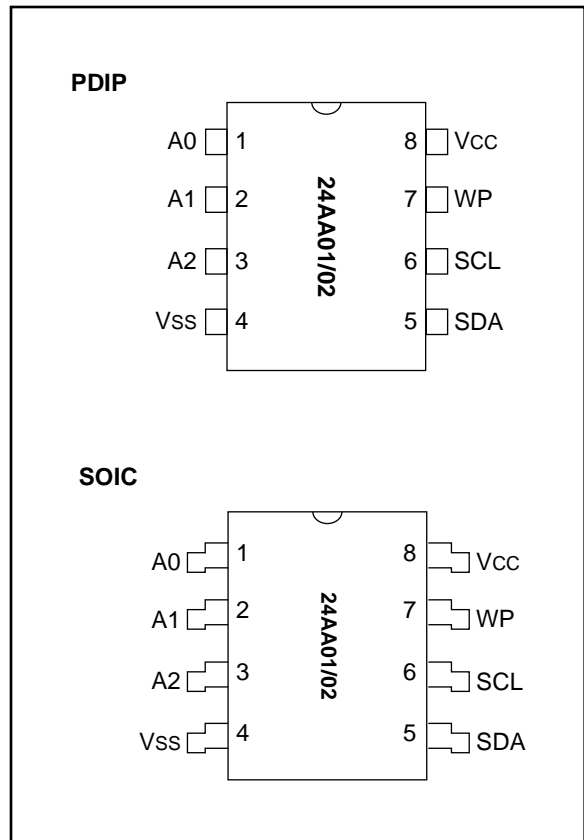 PDIP
A0 1 8 VCC
A1 2 7 WP
A2 3 6 SCL
VSS 4 5 SDA
24AA01/02
SOIC
A0 1 8 VCC
A1 2 7 WP
A2 3 6 SCL
VSS 4 5 SDA
24AA01/02